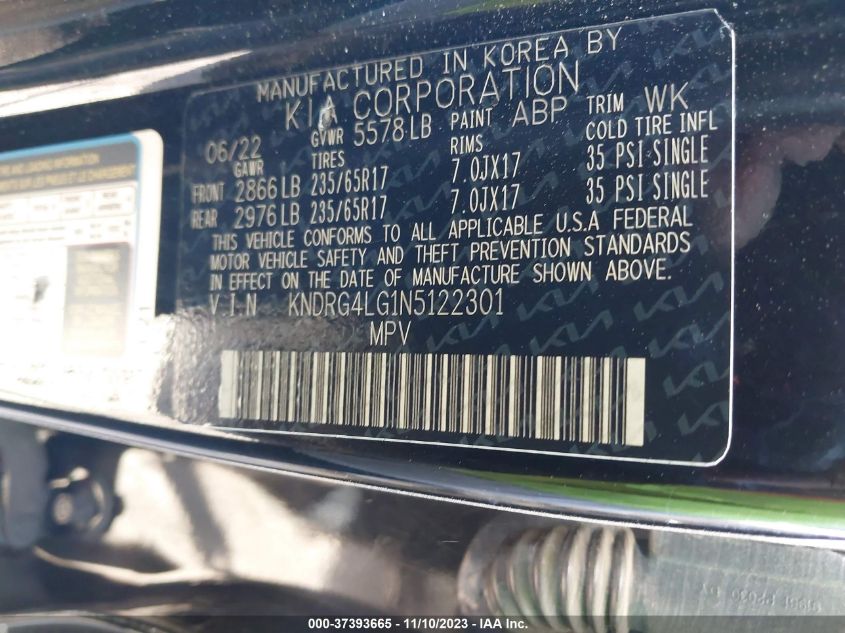 MANUFACTURED IN KOREA BY
KIA CORPORATION
06/22 GVWR 5578LB PAINT ABP TRIM WK
GAWR TIRES RIMS COLD TIRE INFL
FRONT 2866LB 235/65R17 7.0JX17 35 PSI-SINGLE
REAR 2976LB 235/65R17 7.0JX17 35 PSI SINGLE
THIS VEHICLE CONFORMS TO ALL APPLICABLE U.S.A FEDERAL
MOTOR VEHICLE SAFETY AND THEFT PREVENTION STANDARDS
IN EFFECT ON THE DATE OF MANUFACTURE SHOWN ABOVE.
V.I.N KNDRG4LG1N5122301
MPV
000-37393665 - 11/10/2023 - IAA Inc.